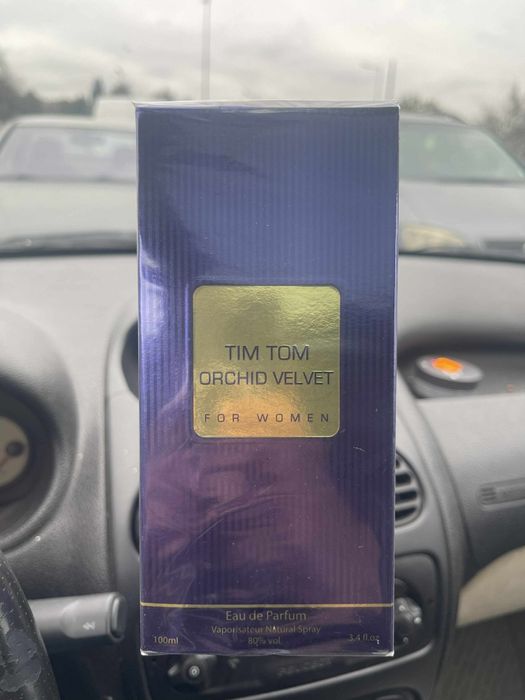 TIM TOM
ORCHID VELVET
FOR WOMEN
Eau de Parfum
Vaporisateur Natural Spray
100ml 80% vol 3.4 fl.oz